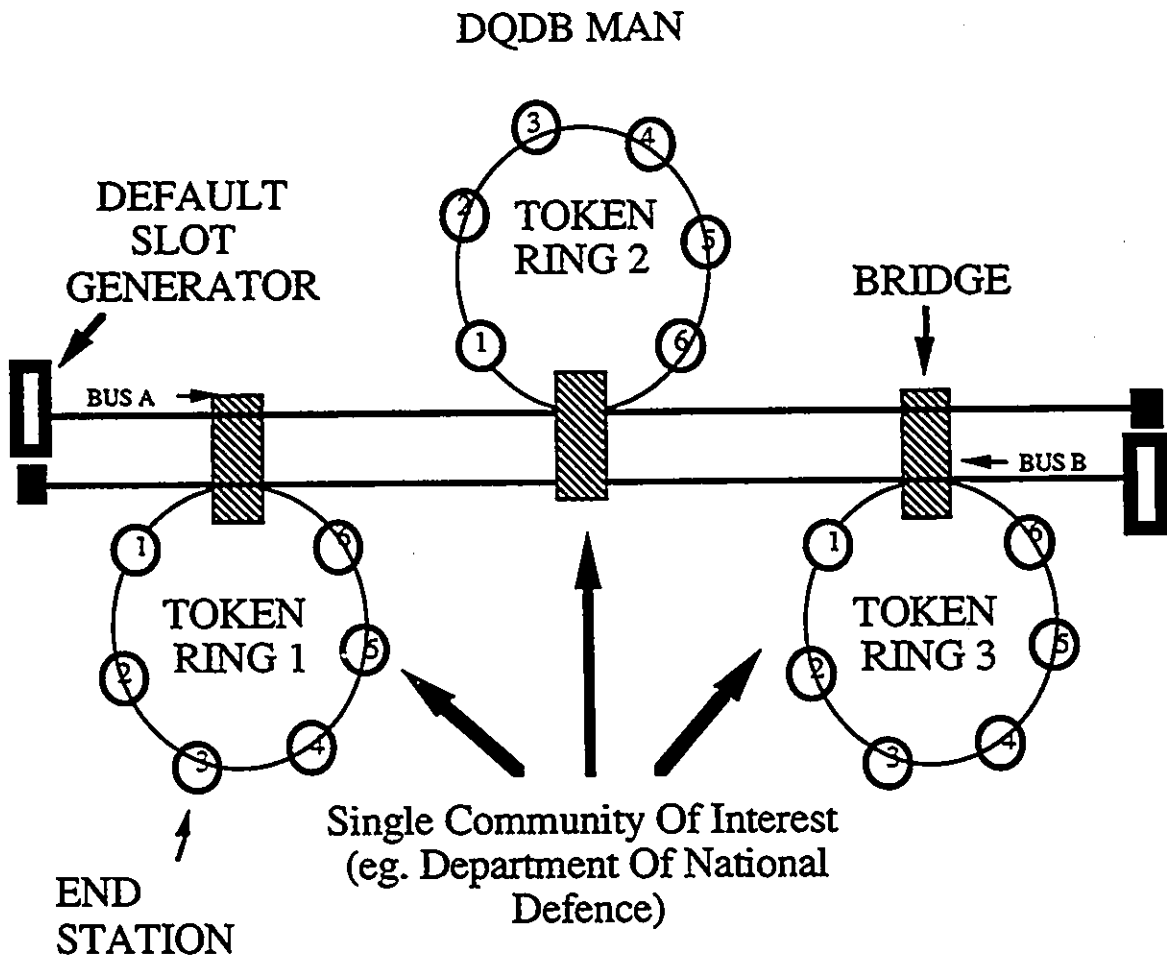 DQDB MAN
DEFAULT
SLOT
GENERATOR
3
4
2
TOKEN
RING 2
5
1
6
BRIDGE
BUS A
BUS B
1
6
TOKEN
RING 1
2
5
3
4
1
6
TOKEN
RING 3
2
5
3
4
Single Community Of Interest
(eg. Department Of National
Defence)
END
STATION